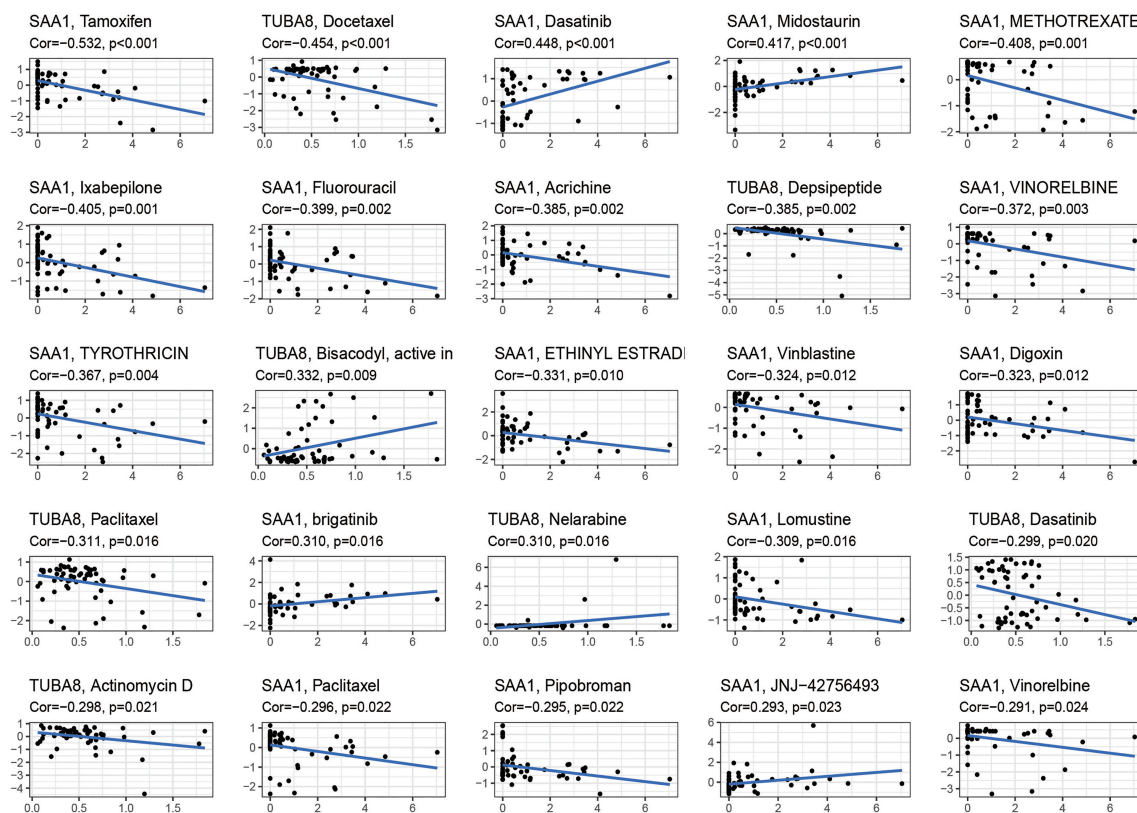 SAA1, Tamoxifen
Cor=−0.532, p<0.001
TUBA8, Docetaxel
Cor=−0.454, p<0.001
SAA1, Dasatinib
Cor=0.448, p<0.001
SAA1, Midostaurin
Cor=0.417, p<0.001
SAA1, METHOTREXATE
Cor=−0.408, p=0.001
SAA1, Ixabepilone
Cor=−0.405, p=0.001
SAA1, Fluorouracil
Cor=−0.399, p=0.002
SAA1, Acrichine
Cor=−0.385, p=0.002
TUBA8, Depsipeptide
Cor=−0.385, p=0.002
SAA1, VINORELBINE
Cor=−0.372, p=0.003
SAA1, TYROTHRICIN
Cor=−0.367, p=0.004
TUBA8, Bisacodyl, active in
Cor=0.332, p=0.009
SAA1, ETHINYL ESTRADI
Cor=−0.331, p=0.010
SAA1, Vinblastine
Cor=−0.324, p=0.012
SAA1, Digoxin
Cor=−0.323, p=0.012
TUBA8, Paclitaxel
Cor=−0.311, p=0.016
SAA1, brigatinib
Cor=0.310, p=0.016
TUBA8, Nelarabine
Cor=0.310, p=0.016
SAA1, Lomustine
Cor=−0.309, p=0.016
TUBA8, Dasatinib
Cor=−0.299, p=0.020
TUBA8, Actinomycin D
Cor=−0.298, p=0.021
SAA1, Paclitaxel
Cor=−0.296, p=0.022
SAA1, Pipobroman
Cor=−0.295, p=0.022
SAA1, JNJ−42756493
Cor=0.293, p=0.023
SAA1, Vinorelbine
Cor=−0.291, p=0.024